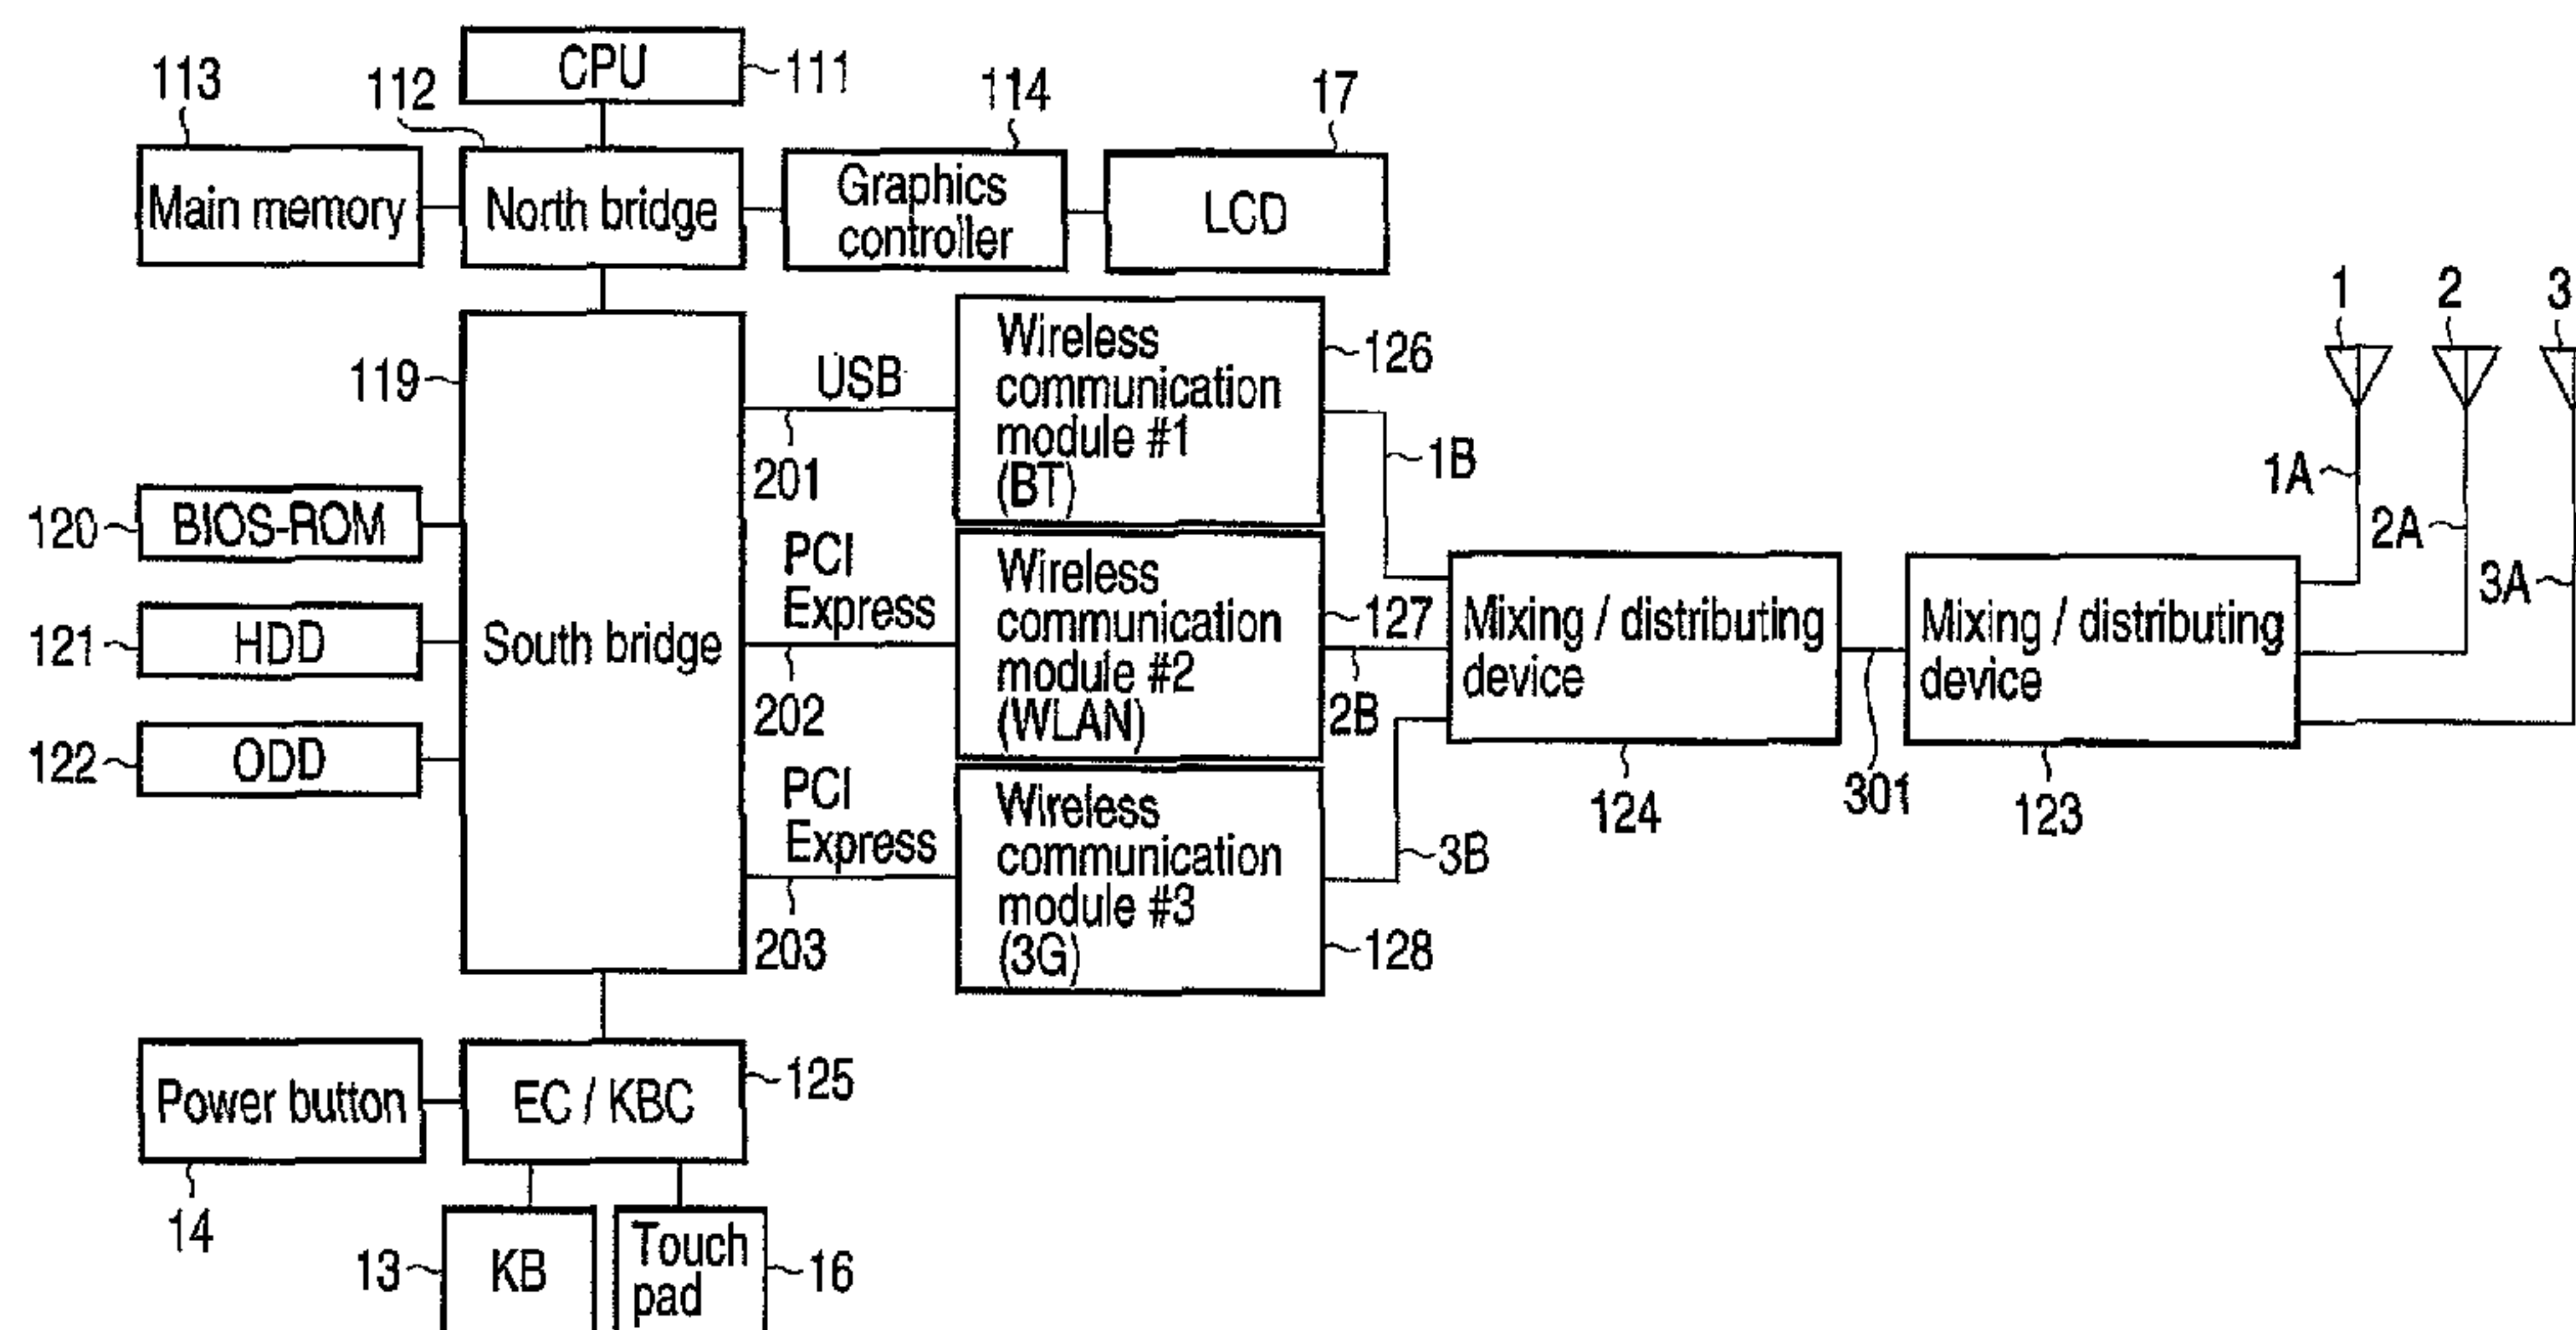 CPU
111
113
112
114
17
Main memory
North bridge
Graphics
controller
LCD
1
2
3
119
USB
201
Wireless
communication
module #1
(BT)
126
1B
1A
2A
3A
120
BIOS-ROM
PCI
Express
202
Wireless
communication
module #2
(WLAN)
127
2B
Mixing / distributing
device
124
301
Mixing / distributing
device
123
121
HDD
South bridge
122
ODD
PCI
Express
203
Wireless
communication
module #3
(3G)
128
3B
Power button
14
EC / KBC
125
13
KB
Touch
pad
16